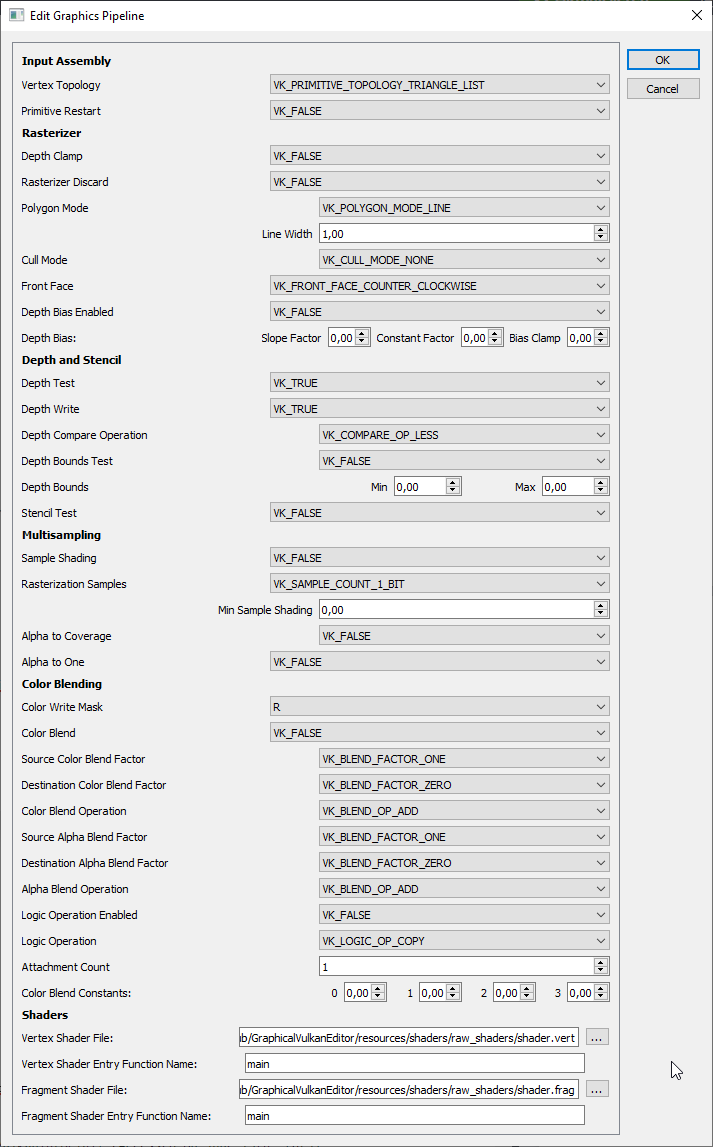 Edit Graphics Pipeline
OK
Cancel
Input Assembly
Vertex Topology VK_PRIMITIVE_TOPOLOGY_TRIANGLE_LIST
Primitive Restart VK_FALSE
Rasterizer
Depth Clamp VK_FALSE
Rasterizer Discard VK_FALSE
Polygon Mode VK_POLYGON_MODE_LINE
Line Width 1,00
Cull Mode VK_CULL_MODE_NONE
Front Face VK_FRONT_FACE_COUNTER_CLOCKWISE
Depth Bias Enabled VK_FALSE
Depth Bias: Slope Factor 0,00 Constant Factor 0,00 Bias Clamp 0,00
Depth and Stencil
Depth Test VK_TRUE
Depth Write VK_TRUE
Depth Compare Operation VK_COMPARE_OP_LESS
Depth Bounds Test VK_FALSE
Depth Bounds Min 0,00 Max 0,00
Stencil Test VK_FALSE
Multisampling
Sample Shading VK_FALSE
Rasterization Samples VK_SAMPLE_COUNT_1_BIT
Min Sample Shading 0,00
Alpha to Coverage VK_FALSE
Alpha to One VK_FALSE
Color Blending
Color Write Mask R
Color Blend VK_FALSE
Source Color Blend Factor VK_BLEND_FACTOR_ONE
Destination Color Blend Factor VK_BLEND_FACTOR_ZERO
Color Blend Operation VK_BLEND_OP_ADD
Source Alpha Blend Factor VK_BLEND_FACTOR_ONE
Destination Alpha Blend Factor VK_BLEND_FACTOR_ZERO
Alpha Blend Operation VK_BLEND_OP_ADD
Logic Operation Enabled VK_FALSE
Logic Operation VK_LOGIC_OP_COPY
Attachment Count 1
Color Blend Constants: 0 0,00 1 0,00 2 0,00 3 0,00
Shaders
Vertex Shader File: ub/GraphicalVulkanEditor/resources/shaders/raw_shaders/shader.vert ...
Vertex Shader Entry Function Name: main
Fragment Shader File: ub/GraphicalVulkanEditor/resources/shaders/raw_shaders/shader.frag ...
Fragment Shader Entry Function Name: main